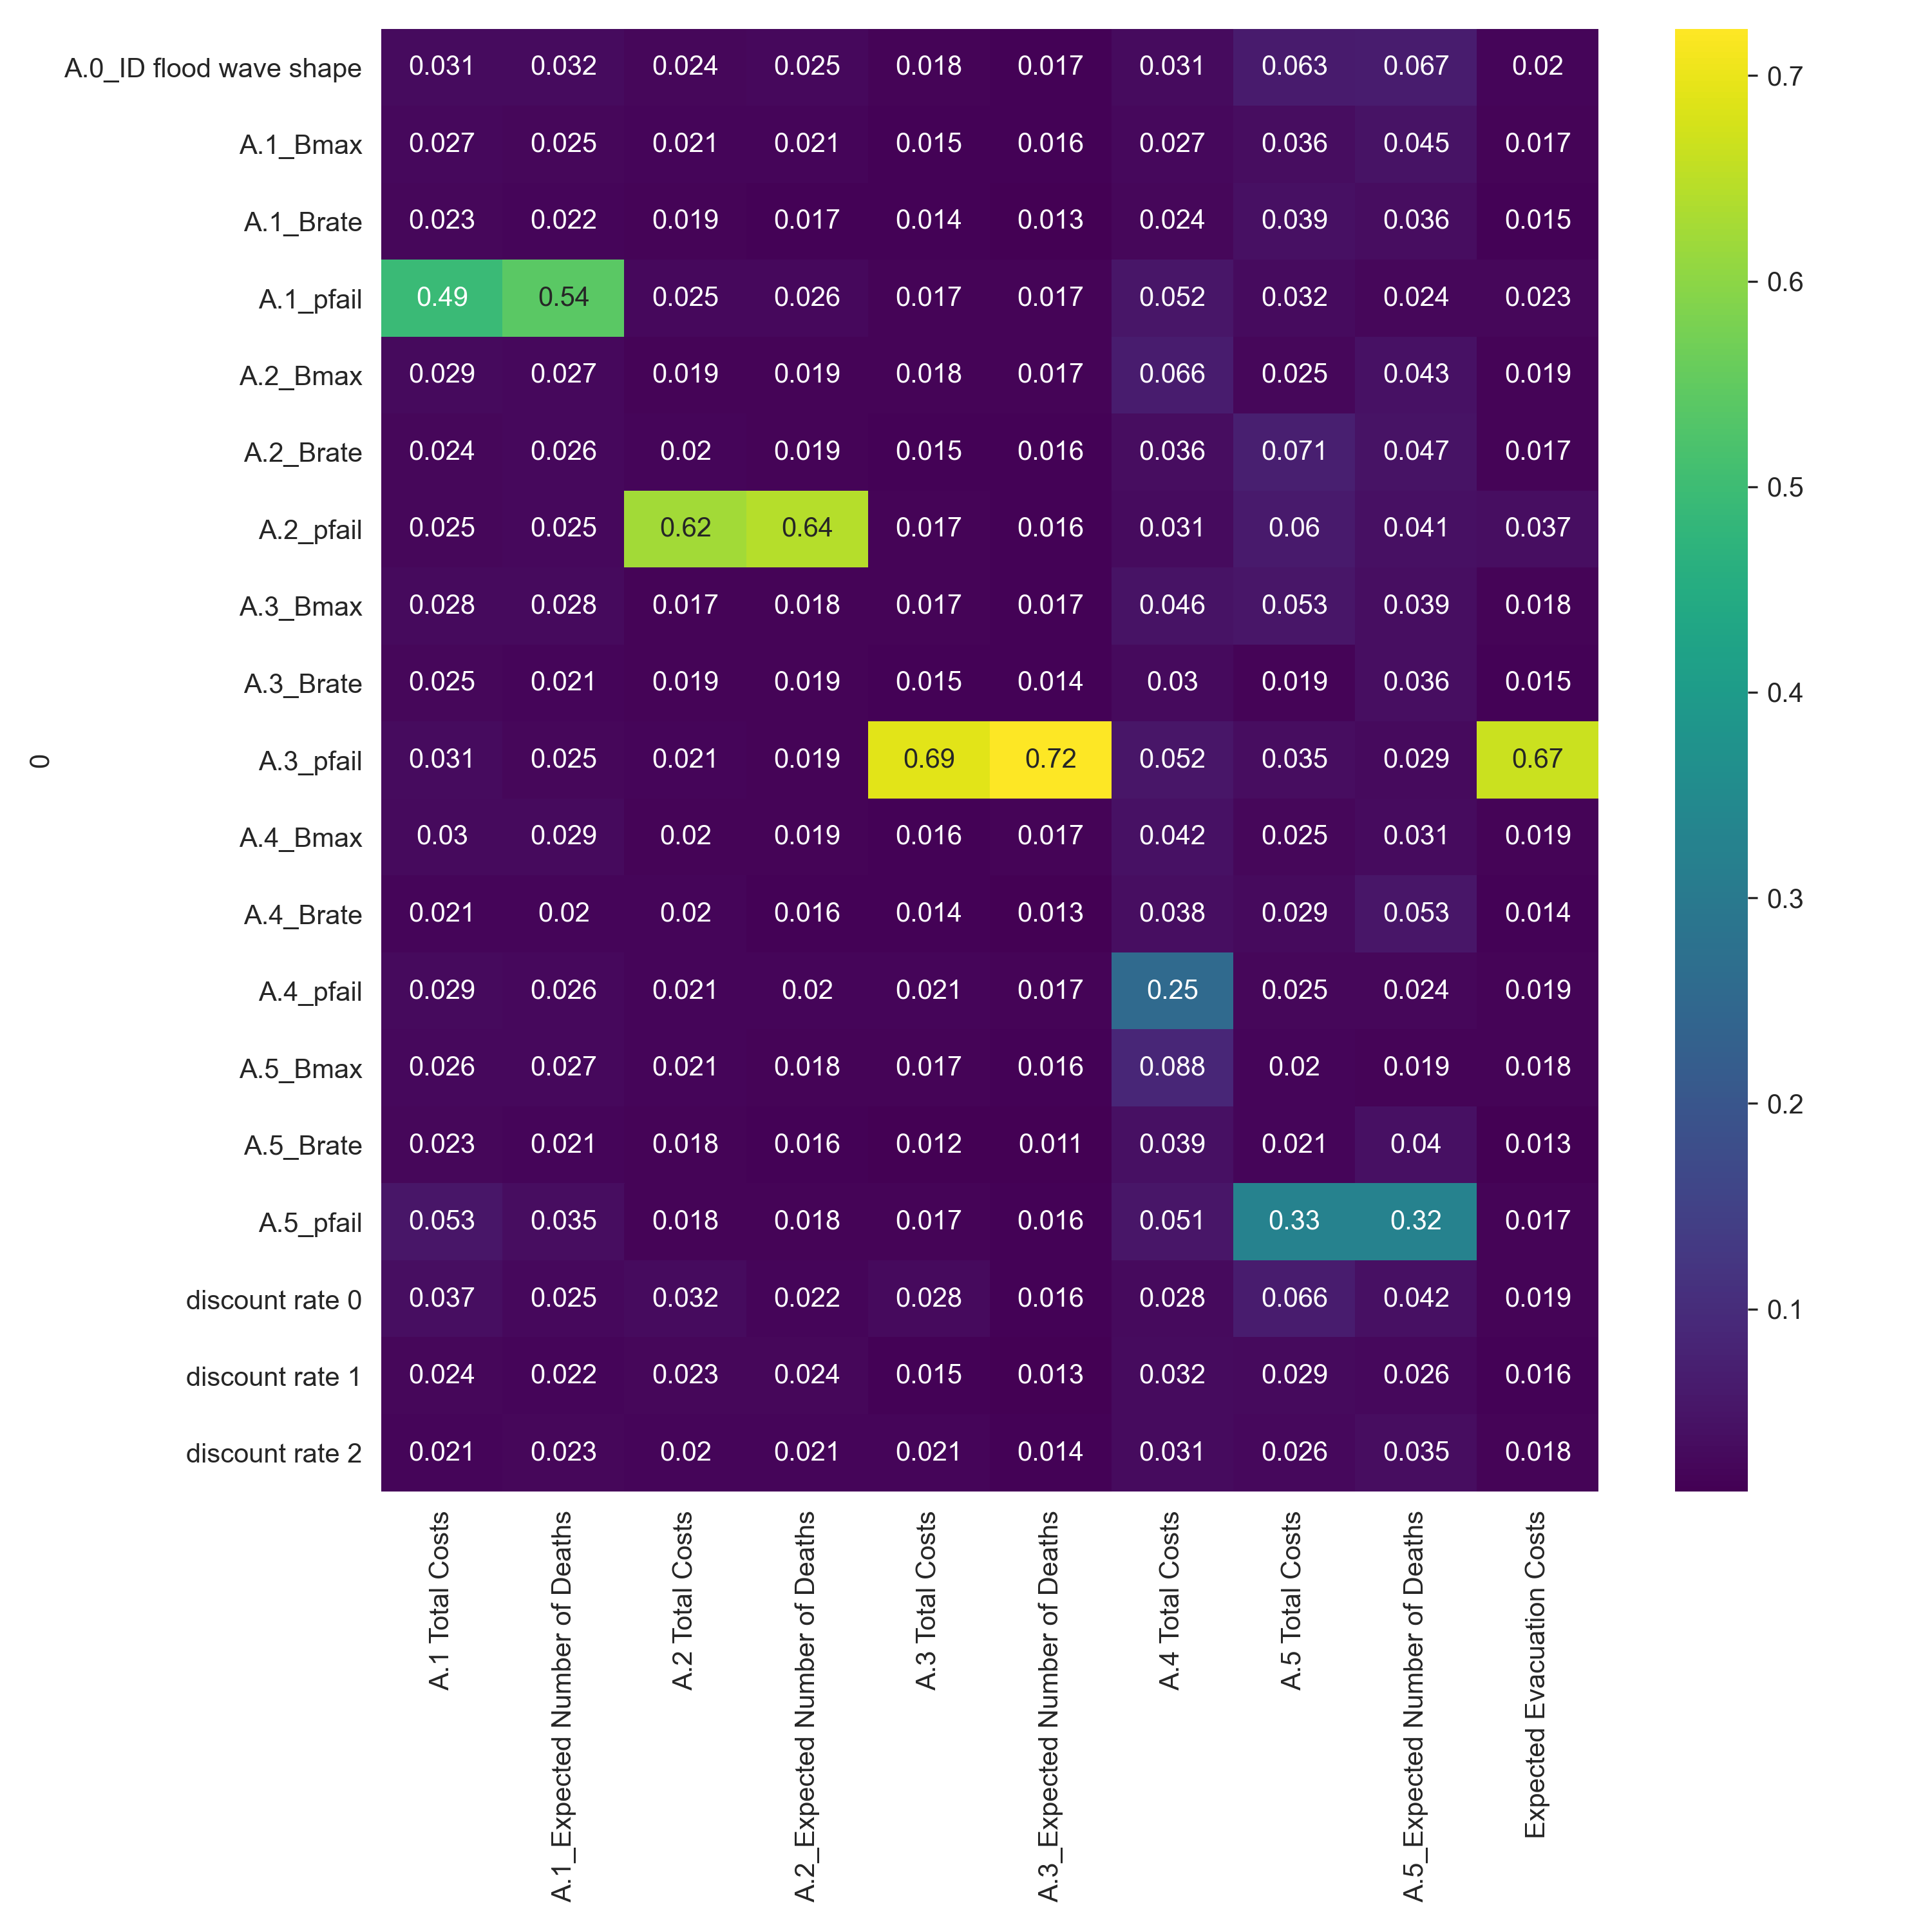 A.0_ID flood wave shape 0.031 0.032 0.024 0.025 0.018 0.017 0.031 0.063 0.067 0.02
A.1_Bmax 0.027 0.025 0.021 0.021 0.015 0.016 0.027 0.036 0.045 0.017
A.1_Brate 0.023 0.022 0.019 0.017 0.014 0.013 0.024 0.039 0.036 0.015
A.1_pfail 0.49 0.54 0.025 0.026 0.017 0.017 0.052 0.032 0.024 0.023
A.2_Bmax 0.029 0.027 0.019 0.019 0.018 0.017 0.066 0.025 0.043 0.019
A.2_Brate 0.024 0.026 0.02 0.019 0.015 0.016 0.036 0.071 0.047 0.017
A.2_pfail 0.025 0.025 0.62 0.64 0.017 0.016 0.031 0.06 0.041 0.037
A.3_Bmax 0.028 0.028 0.017 0.018 0.017 0.017 0.046 0.053 0.039 0.018
A.3_Brate 0.025 0.021 0.019 0.019 0.015 0.014 0.03 0.019 0.036 0.015
A.3_pfail 0.031 0.025 0.021 0.019 0.69 0.72 0.052 0.035 0.029 0.67
A.4_Bmax 0.03 0.029 0.02 0.019 0.016 0.017 0.042 0.025 0.031 0.019
A.4_Brate 0.021 0.02 0.02 0.016 0.014 0.013 0.038 0.029 0.053 0.014
A.4_pfail 0.029 0.026 0.021 0.02 0.021 0.017 0.25 0.025 0.024 0.019
A.5_Bmax 0.026 0.027 0.021 0.018 0.017 0.016 0.088 0.02 0.019 0.018
A.5_Brate 0.023 0.021 0.018 0.016 0.012 0.011 0.039 0.021 0.04 0.013
A.5_pfail 0.053 0.035 0.018 0.018 0.017 0.016 0.051 0.33 0.32 0.017
discount rate 0 0.037 0.025 0.032 0.022 0.028 0.016 0.028 0.066 0.042 0.019
discount rate 1 0.024 0.022 0.023 0.024 0.015 0.013 0.032 0.029 0.026 0.016
discount rate 2 0.021 0.023 0.02 0.021 0.021 0.014 0.031 0.026 0.035 0.018
0
A.1 Total Costs
A.1_Expected Number of Deaths
A.2 Total Costs
A.2_Expected Number of Deaths
A.3 Total Costs
A.3_Expected Number of Deaths
A.4 Total Costs
A.5 Total Costs
A.5_Expected Number of Deaths
Expected Evacuation Costs
0.7
0.6
0.5
0.4
0.3
0.2
0.1